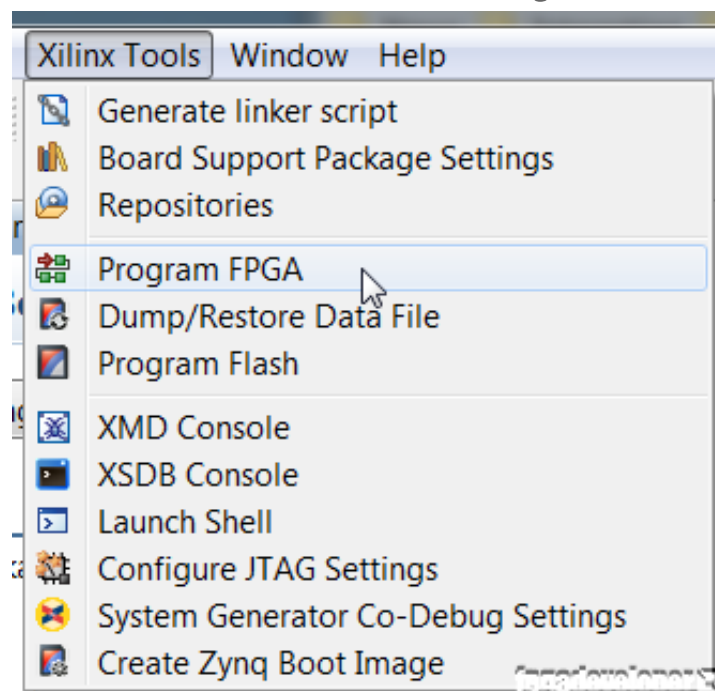 Xilinx Tools Window Help
Generate linker script
Board Support Package Settings
Repositories
Program FPGA
Dump/Restore Data File
Program Flash
XMD Console
XSDB Console
Launch Shell
Configure JTAG Settings
System Generator Co-Debug Settings
Create Zynq Boot Image